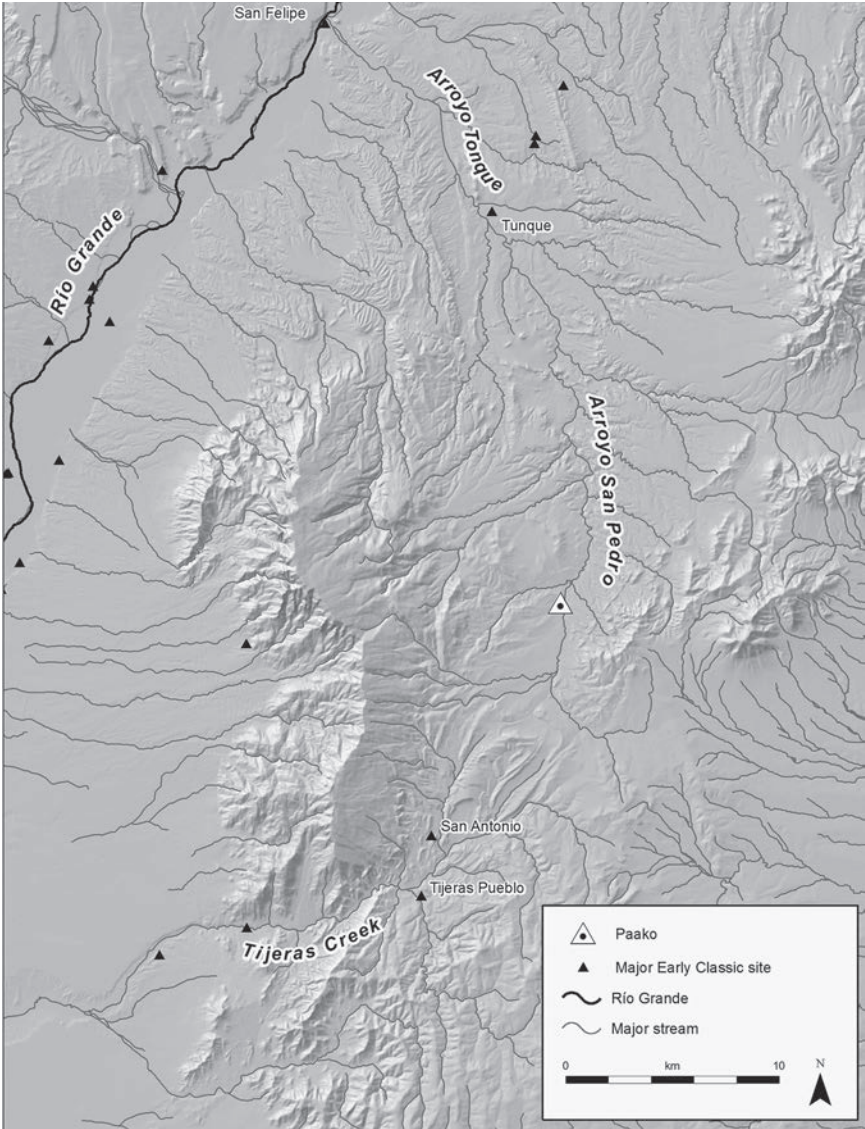 San Felipe
Arroyo Tonque
Tunque
Río Grande
Arroyo San Pedro
San Antonio
Tijeras Pueblo
Tijeras Creek
Paako
Major Early Classic site
Río Grande
Major stream
0 km 10
N